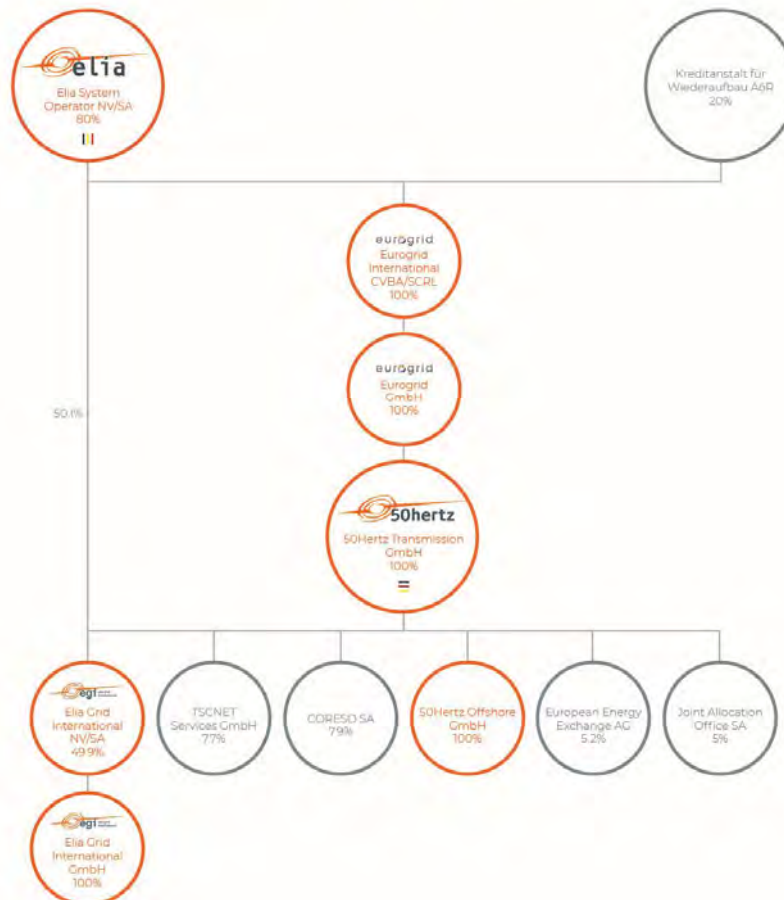 elia
Elia System
Operator NV/SA
80%
Kreditanstalt für
Wiederaufbau AöR
20%
eurogrid
Eurogrid
International
CVBA/SCRL
100%
eurogrid
Eurogrid
GmbH
100%
50.1%
50hertz
50Hertz Transmission
GmbH
100%
egi
Elia Grid
International
NV/SA
49.9%
TSCNET
Services GmbH
7.7%
CORESO SA
7.9%
50Hertz Offshore
GmbH
100%
European Energy
Exchange AG
5.2%
Joint Allocation
Office SA
5%
egi
Elia Grid
International
GmbH
100%